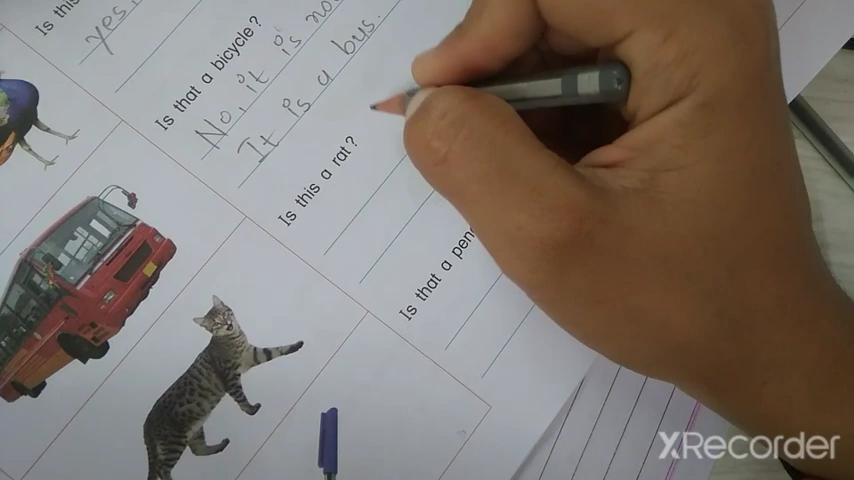 Is this
yes,
Is that a bicycle?
No, it is no
It is a bus.
Is this a rat?
Is that a pen
XRecorder